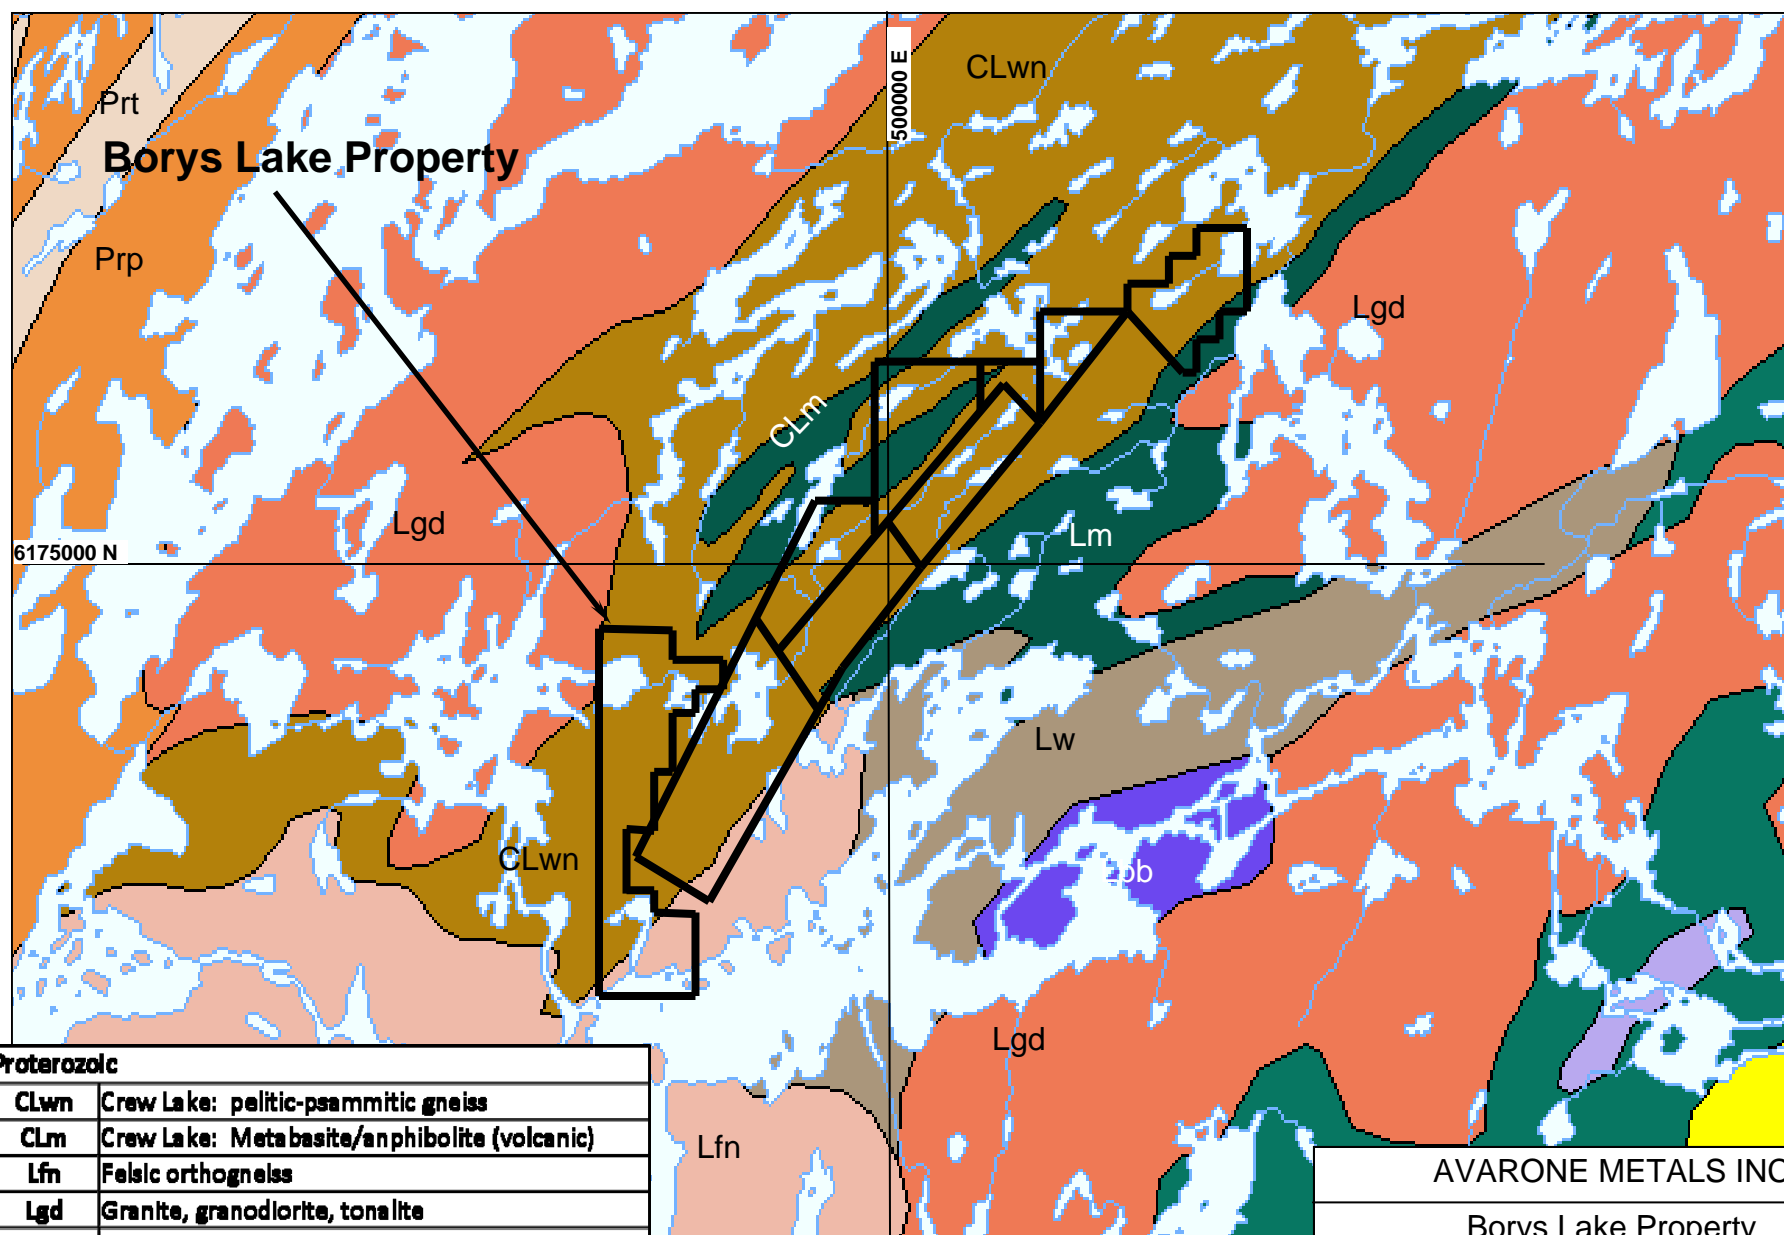 CLwn
500000 E
Prt
Borys Lake Property
Prp
Lgd
CLm
Lgd
Lm
6175000 N
Lw
CLwn
Lgd
Lfn
Proterozoic
CLwn Crew Lake: pelitic-psammitic gneiss
CLm Crew Lake: Metabasite/anphibolite (volcanic)
Lfn Felsic orthogneiss
Lgd Granite, granodiorite, tonalite
AVARONE METALS INC
Borys Lake Property